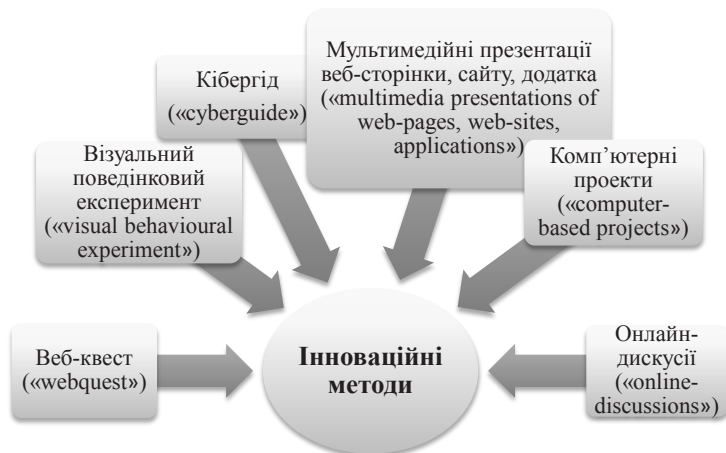 Мультимедійні презентації
веб-сторінки, сайту, додатка
(«multimedia presentations of
web-pages, web-sites,
applications»)
Кібергід
(«cyberguide»)
Візуальний
поведінковий
експеримент
(«visual behavioural
experiment»)
Комп’ютерні
проекти
(«computer-
based projects»)
Веб-квест
(«webquest»)
Інноваційні
методи
Онлайн-
дискусії
(«online-
discussions»)